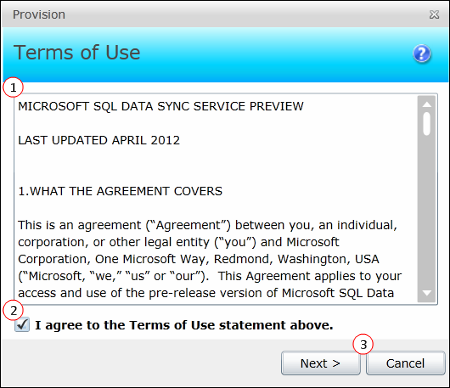 Provision
Terms of Use
?
1
MICROSOFT SQL DATA SYNC SERVICE PREVIEW
LAST UPDATED APRIL 2012
1.WHAT THE AGREEMENT COVERS
This is an agreement (“Agreement”) between you, an individual,
corporation, or other legal entity (“you”) and Microsoft
Corporation, One Microsoft Way, Redmond, Washington, USA
(“Microsoft, “we,” “us” or “our”).  This Agreement applies to your
access and use of the pre-release version of Microsoft SQL Data
2
I agree to the Terms of Use statement above.
3
Next > Cancel